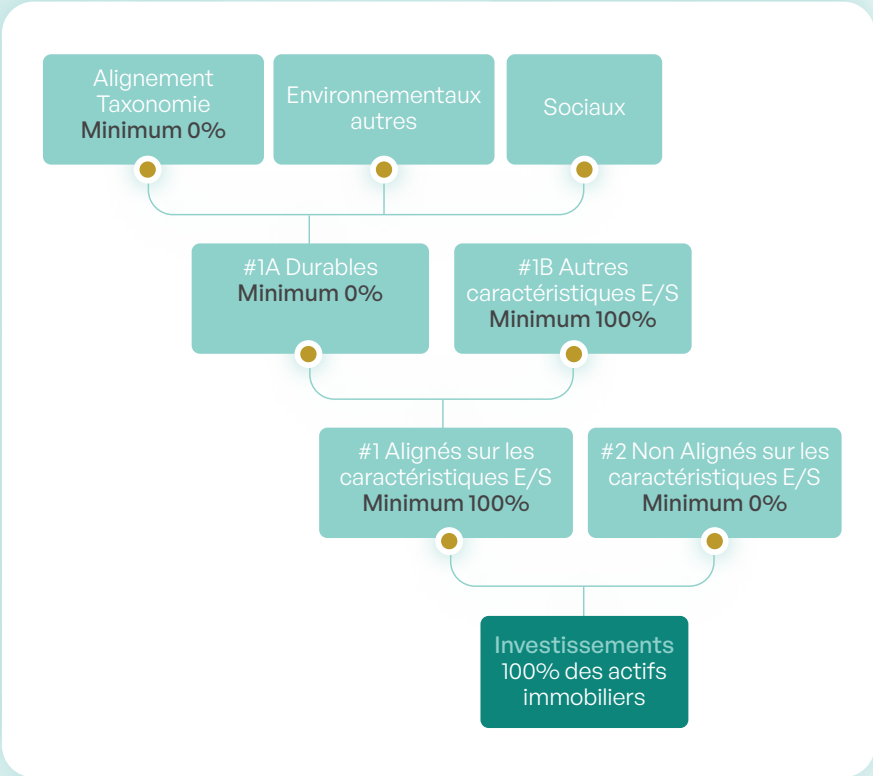 Alignement
Taxonomie
Minimum 0%
Environnementaux
autres
Sociaux
#1A Durables
Minimum 0%
#1B Autres
caractéristiques E/S
Minimum 100%
#1 Alignés sur les
caractéristiques E/S
Minimum 100%
#2 Non Alignés sur les
caractéristiques E/S
Minimum 0%
Investissements
100% des actifs
immobiliers